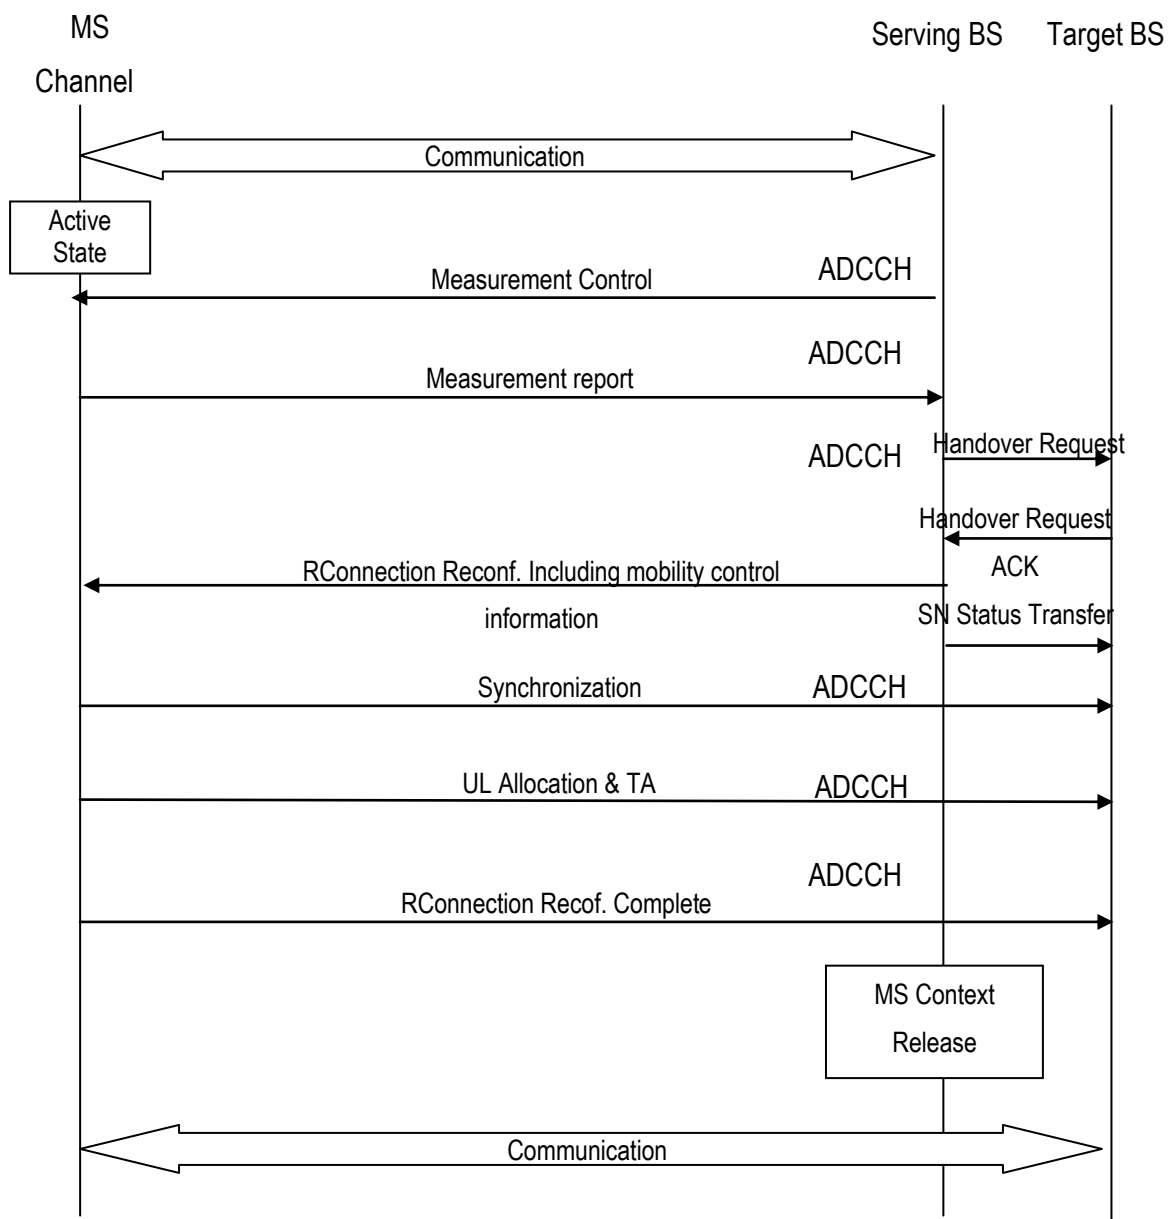 MS
Serving BS
Target BS
Channel
Communication
Active
State
ADCCH
Measurement Control
ADCCH
Measurement report
ADCCH
Handover Request
Handover Request
ACK
RConnection Reconf. Including mobility control
information
SN Status Transfer
Synchronization
ADCCH
UL Allocation & TA
ADCCH
ADCCH
RConnection Recof. Complete
MS Context
Release
Communication